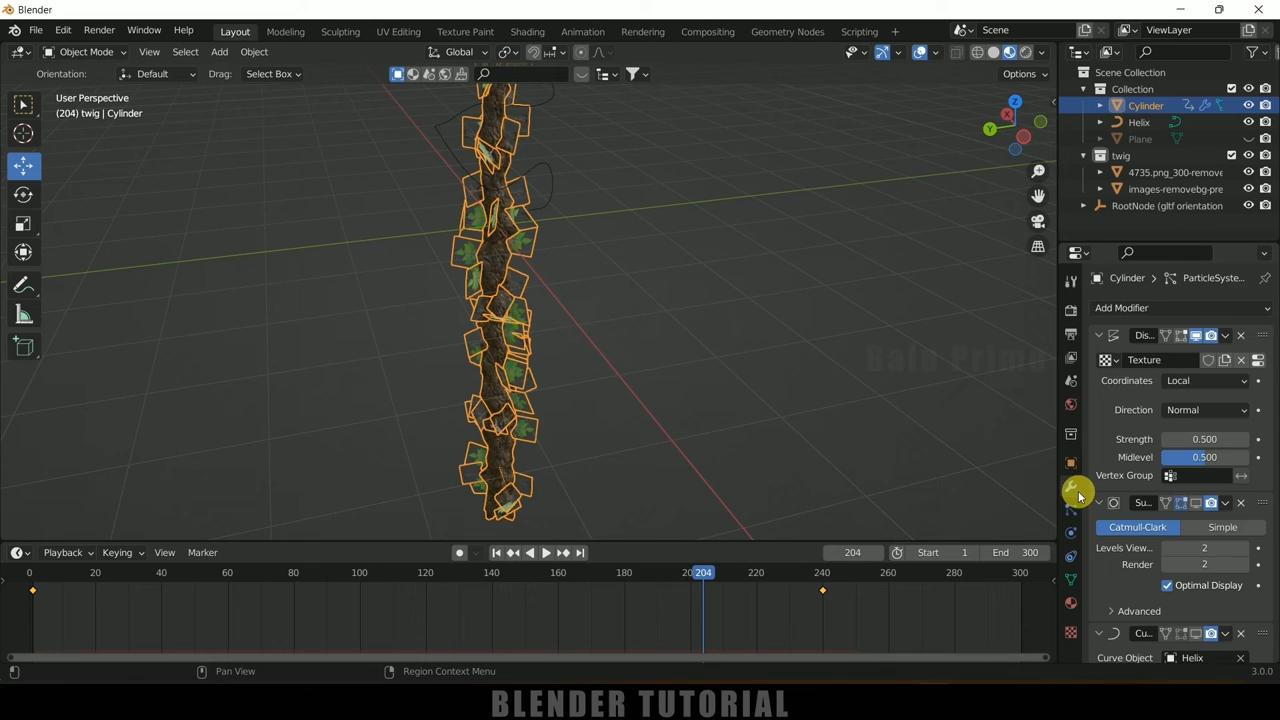 Blender
File Edit Render Window Help Layout Modeling Sculpting UV Editing Texture Paint Shading Animation Rendering Compositing Geometry Nodes Scripting + Scene ViewLayer
Object Mode View Select Add Object Global
Orientation: Default Drag: Select Box Options
User Perspective
(204) twig | Cylinder
Z
X
Y
Scene Collection
Collection
Cylinder
Helix
Plane
twig
4735.png_300-remove
images-removebg-pre
RootNode (gltf orientation
Cylinder > ParticleSyste...
Add Modifier
Dis...
Texture
Coordinates Local
Direction Normal
Strength 0.500
Midlevel 0.500
Vertex Group
Su...
Catmull-Clark Simple
Levels View... 2
Render 2
Optimal Display
Advanced
Cu...
Curve Object Helix
Balu Prime
Playback Keying View Marker 204 Start 1 End 300
0 20 40 60 80 100 120 140 160 180 20 204 220 240 260 280 300
Pan View Region Context Menu 3.0.0
BLENDER TUTORIAL